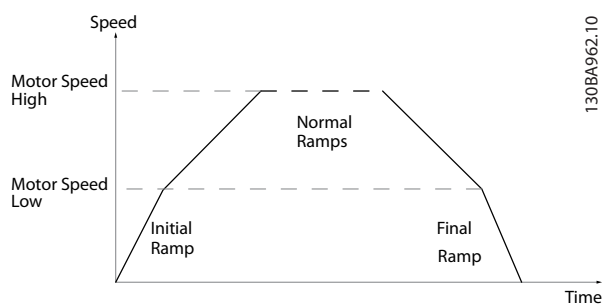 Speed
130BA962.10
Motor Speed
High
Normal
Ramps
Motor Speed
Low
Initial
Ramp
Final
Ramp
Time